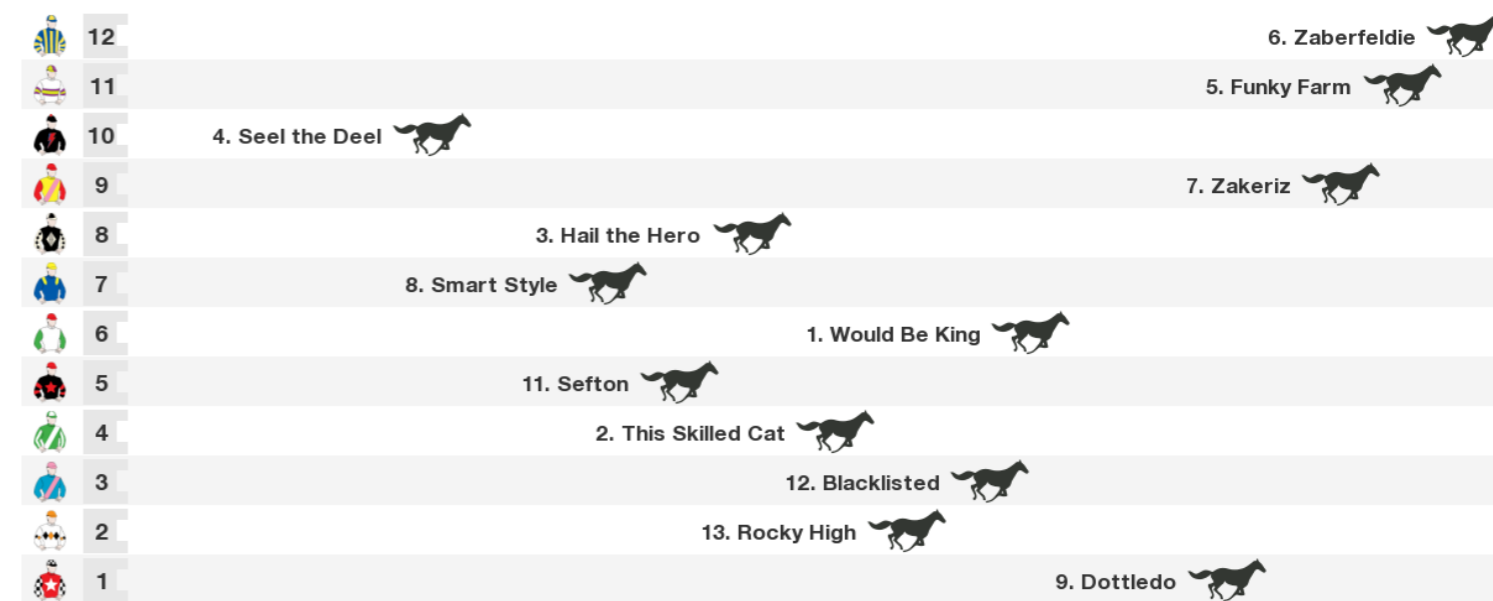 12 6. Zaberfeldie
11 5. Funky Farm
10 4. Seel the Deel
9 7. Zakeriz
8 3. Hail the Hero
7 8. Smart Style
6 1. Would Be King
5 11. Sefton
4 2. This Skilled Cat
3 12. Blacklisted
2 13. Rocky High
1 9. Dottledo